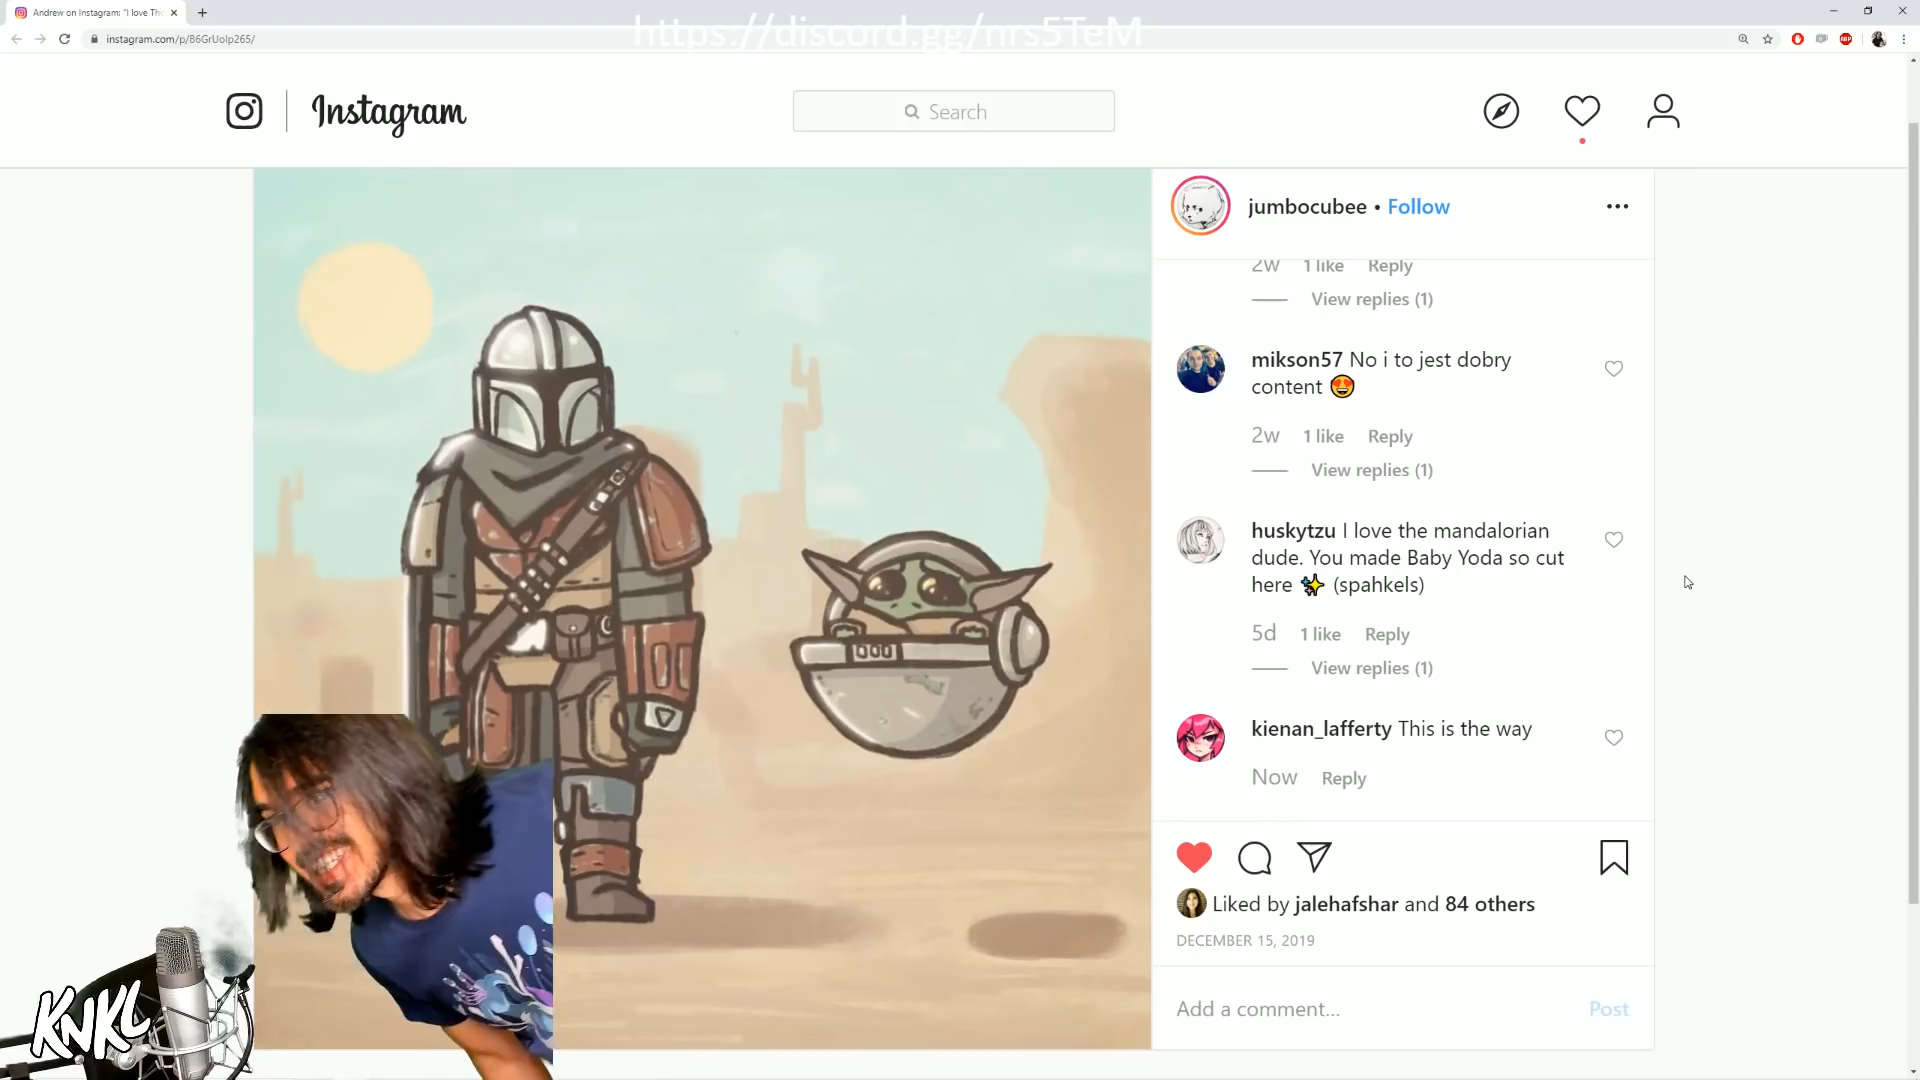 Andrew on Instagram: "I love The
instagram.com/p/B6GrUolp265/
https://discord.gg/nrs5TeM
Instagram
Search
jumbocubee • Follow
•••
2w 1 like Reply
View replies (1)
mikson57 No i to jest dobry
content 😍
2w 1 like Reply
View replies (1)
huskytzu I love the mandalorian
dude. You made Baby Yoda so cut
here ✨ (spahkels)
5d 1 like Reply
View replies (1)
kienan_lafferty This is the way
Now Reply
Liked by jalehafshar and 84 others
DECEMBER 15, 2019
Add a comment...
Post
KNKL